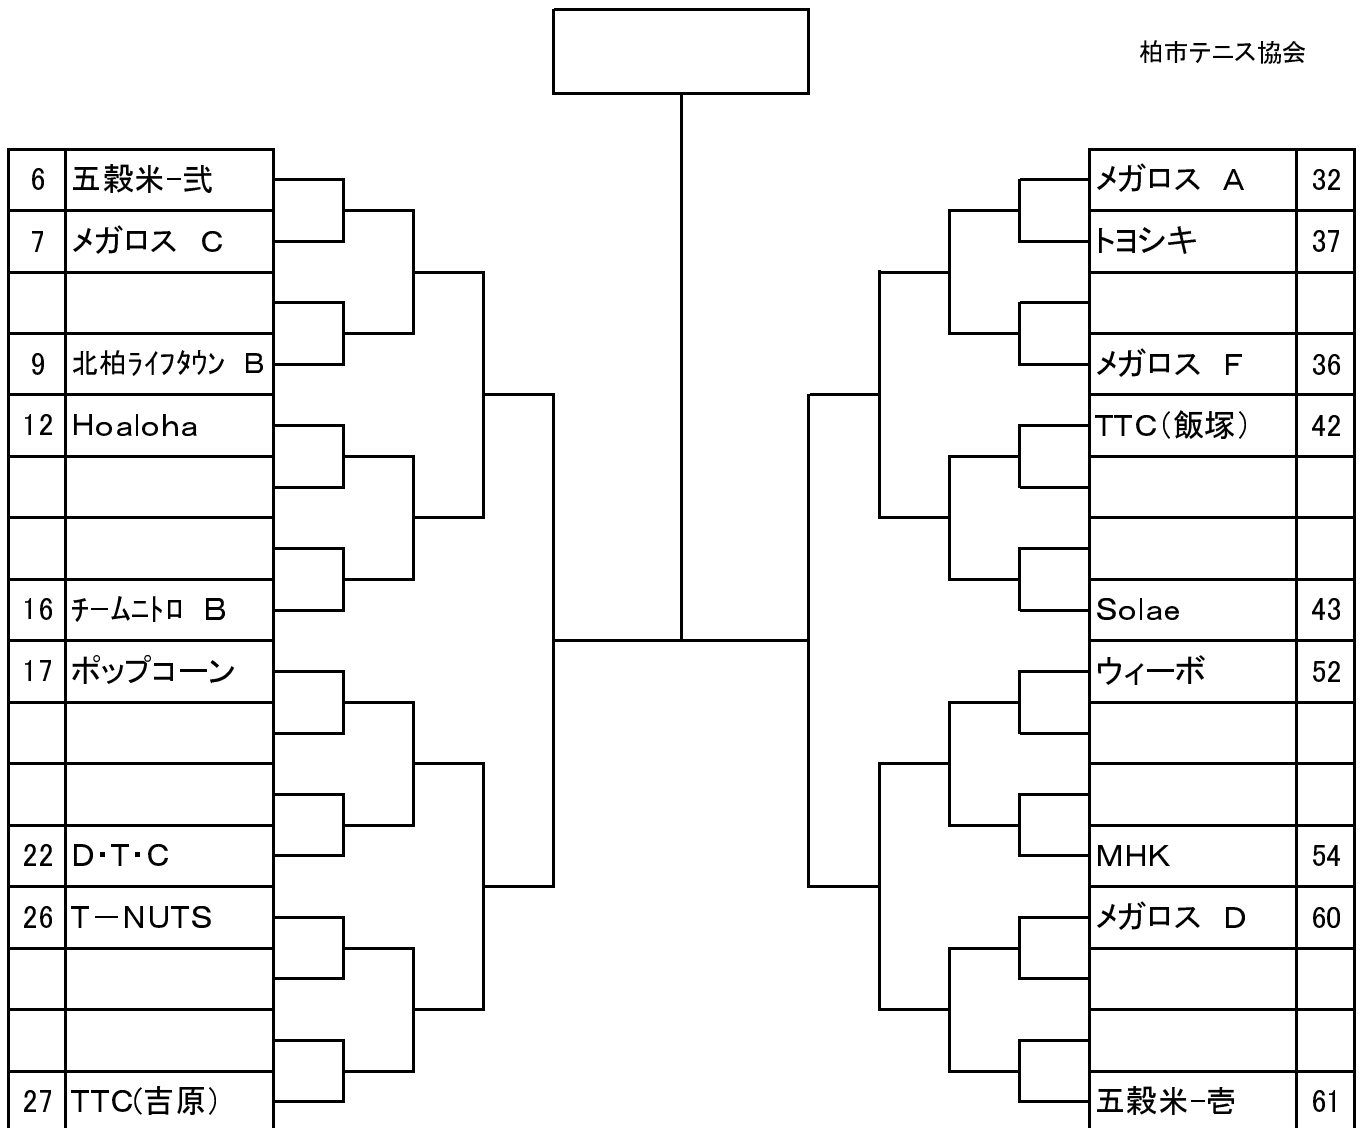 柏市テニス協会
6 五穀米-弐
7 メガロス　C
9 北柏ﾗｲﾌﾀｳﾝ　B
12 Hoaloha
16 ﾁｰﾑﾆﾄﾛ　B
17 ポップコーン
22 D・T・C
26 T－NUTS
27 TTC(吉原)
メガロス　A 32
トヨシキ 37
メガロス　F 36
TTC(飯塚) 42
Solae 43
ウィーボ 52
MHK 54
メガロス　D 60
五穀米-壱 61